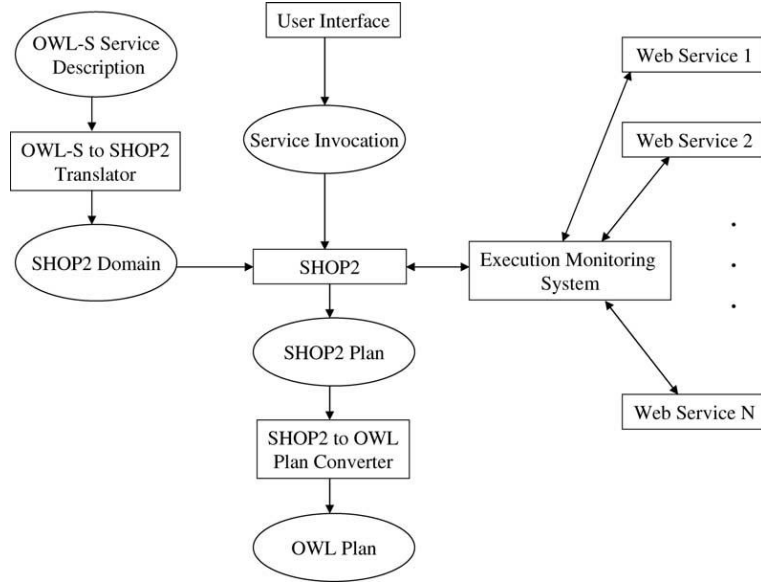 OWL-S Service
Description
User Interface
Web Service 1
OWL-S to SHOP2
Translator
Service Invocation
Web Service 2
SHOP2 Domain
SHOP2
Execution Monitoring
System
SHOP2 Plan
Web Service N
SHOP2 to OWL
Plan Converter
OWL Plan